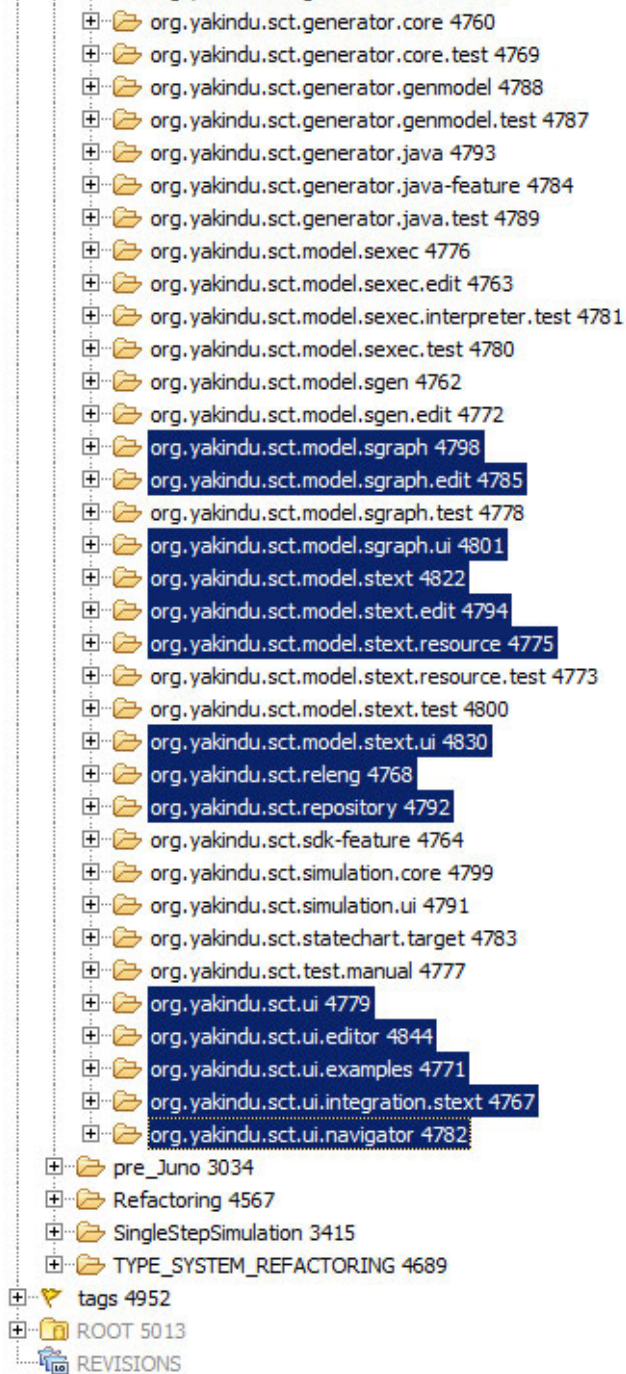 org.yakindu.sct.generator.core 4760
org.yakindu.sct.generator.core.test 4769
org.yakindu.sct.generator.genmodel 4788
org.yakindu.sct.generator.genmodel.test 4787
org.yakindu.sct.generator.java 4793
org.yakindu.sct.generator.java-feature 4784
org.yakindu.sct.generator.java.test 4789
org.yakindu.sct.model.sexec 4776
org.yakindu.sct.model.sexec.edit 4763
org.yakindu.sct.model.sexec.interpreter.test 4781
org.yakindu.sct.model.sexec.test 4780
org.yakindu.sct.model.sgen 4762
org.yakindu.sct.model.sgen.edit 4772
org.yakindu.sct.model.sgraph 4798
org.yakindu.sct.model.sgraph.edit 4785
org.yakindu.sct.model.sgraph.test 4778
org.yakindu.sct.model.sgraph.ui 4801
org.yakindu.sct.model.stext 4822
org.yakindu.sct.model.stext.edit 4794
org.yakindu.sct.model.stext.resource 4775
org.yakindu.sct.model.stext.resource.test 4773
org.yakindu.sct.model.stext.test 4800
org.yakindu.sct.model.stext.ui 4830
org.yakindu.sct.releng 4768
org.yakindu.sct.repository 4792
org.yakindu.sct.sdk-feature 4764
org.yakindu.sct.simulation.core 4799
org.yakindu.sct.simulation.ui 4791
org.yakindu.sct.statechart.target 4783
org.yakindu.sct.test.manual 4777
org.yakindu.sct.ui 4779
org.yakindu.sct.ui.editor 4844
org.yakindu.sct.ui.examples 4771
org.yakindu.sct.ui.integration.stext 4767
org.yakindu.sct.ui.navigator 4782
pre_Juno 3034
Refactoring 4567
SingleStepSimulation 3415
TYPE_SYSTEM_REFACTORING 4689
tags 4952
ROOT 5013
REVISIONS